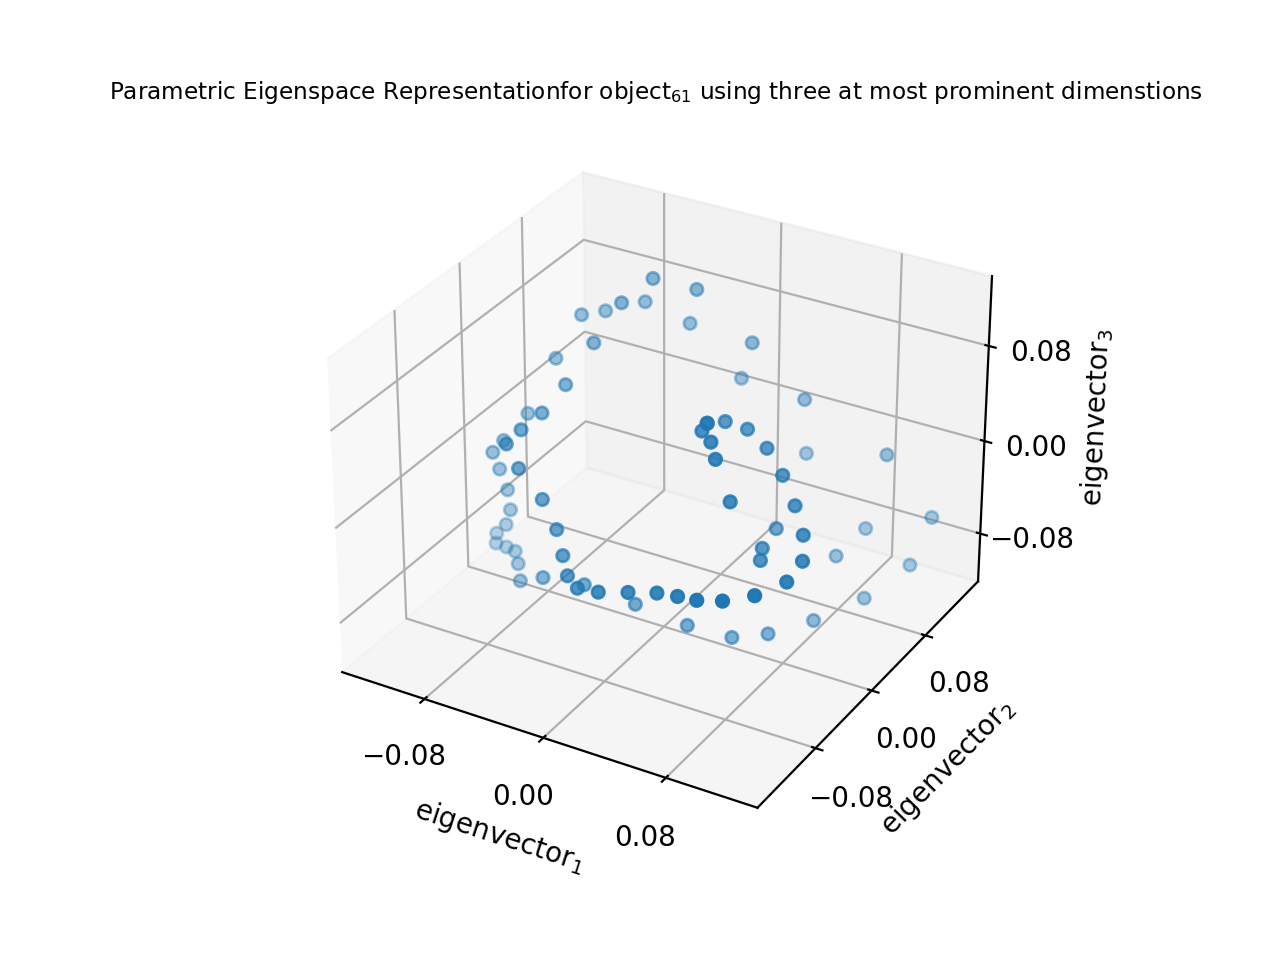 Parametric Eigenspace Representationfor object₆₁ using three at most prominent dimenstions
0.08
0.00
−0.08
eigenvector₃
0.08
0.00
−0.08
eigenvector₂
−0.08
0.00
0.08
eigenvector₁